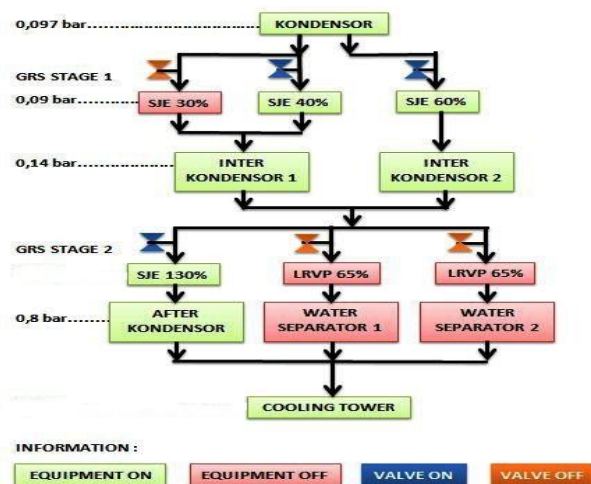 0,097 bar
KONDENSOR
GRS STAGE 1
0,09 bar
SJE 30%
SJE 40%
SJE 60%
0,14 bar
INTER
KONDENSOR 1
INTER
KONDENSOR 2
GRS STAGE 2
SJE 130%
LRVP 65%
LRVP 65%
0,8 bar
AFTER
KONDENSOR
WATER
SEPARATOR 1
WATER
SEPARATOR 2
COOLING TOWER
INFORMATION :
EQUIPMENT ON
EQUIPMENT OFF
VALVE ON
VALVE OFF